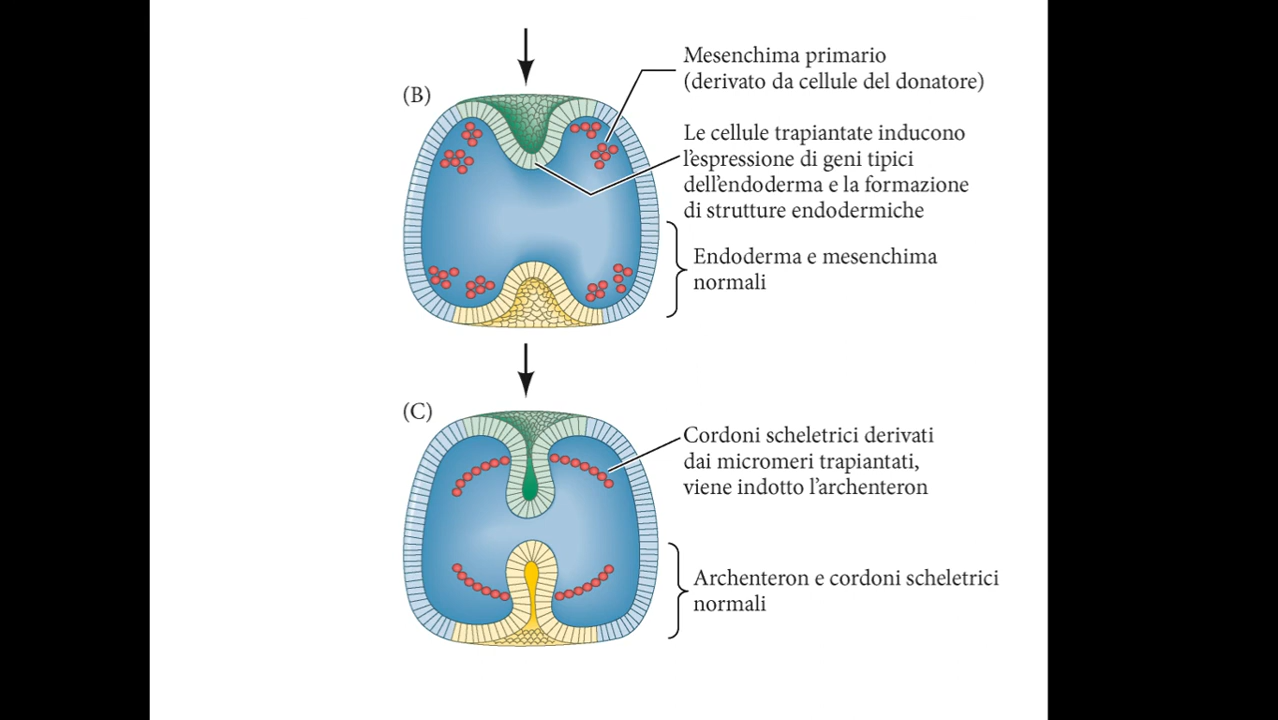 Mesenchima primario
(derivato da cellule del donatore)
(B)
Le cellule trapiantate inducono
l'espressione di geni tipici
dell'endoderma e la formazione
di strutture endodermiche
Endoderma e mesenchima
normali
(C)
Cordoni scheletrici derivati
dai micromeri trapiantati,
viene indotto l'archenteron
Archenteron e cordoni scheletrici
normali